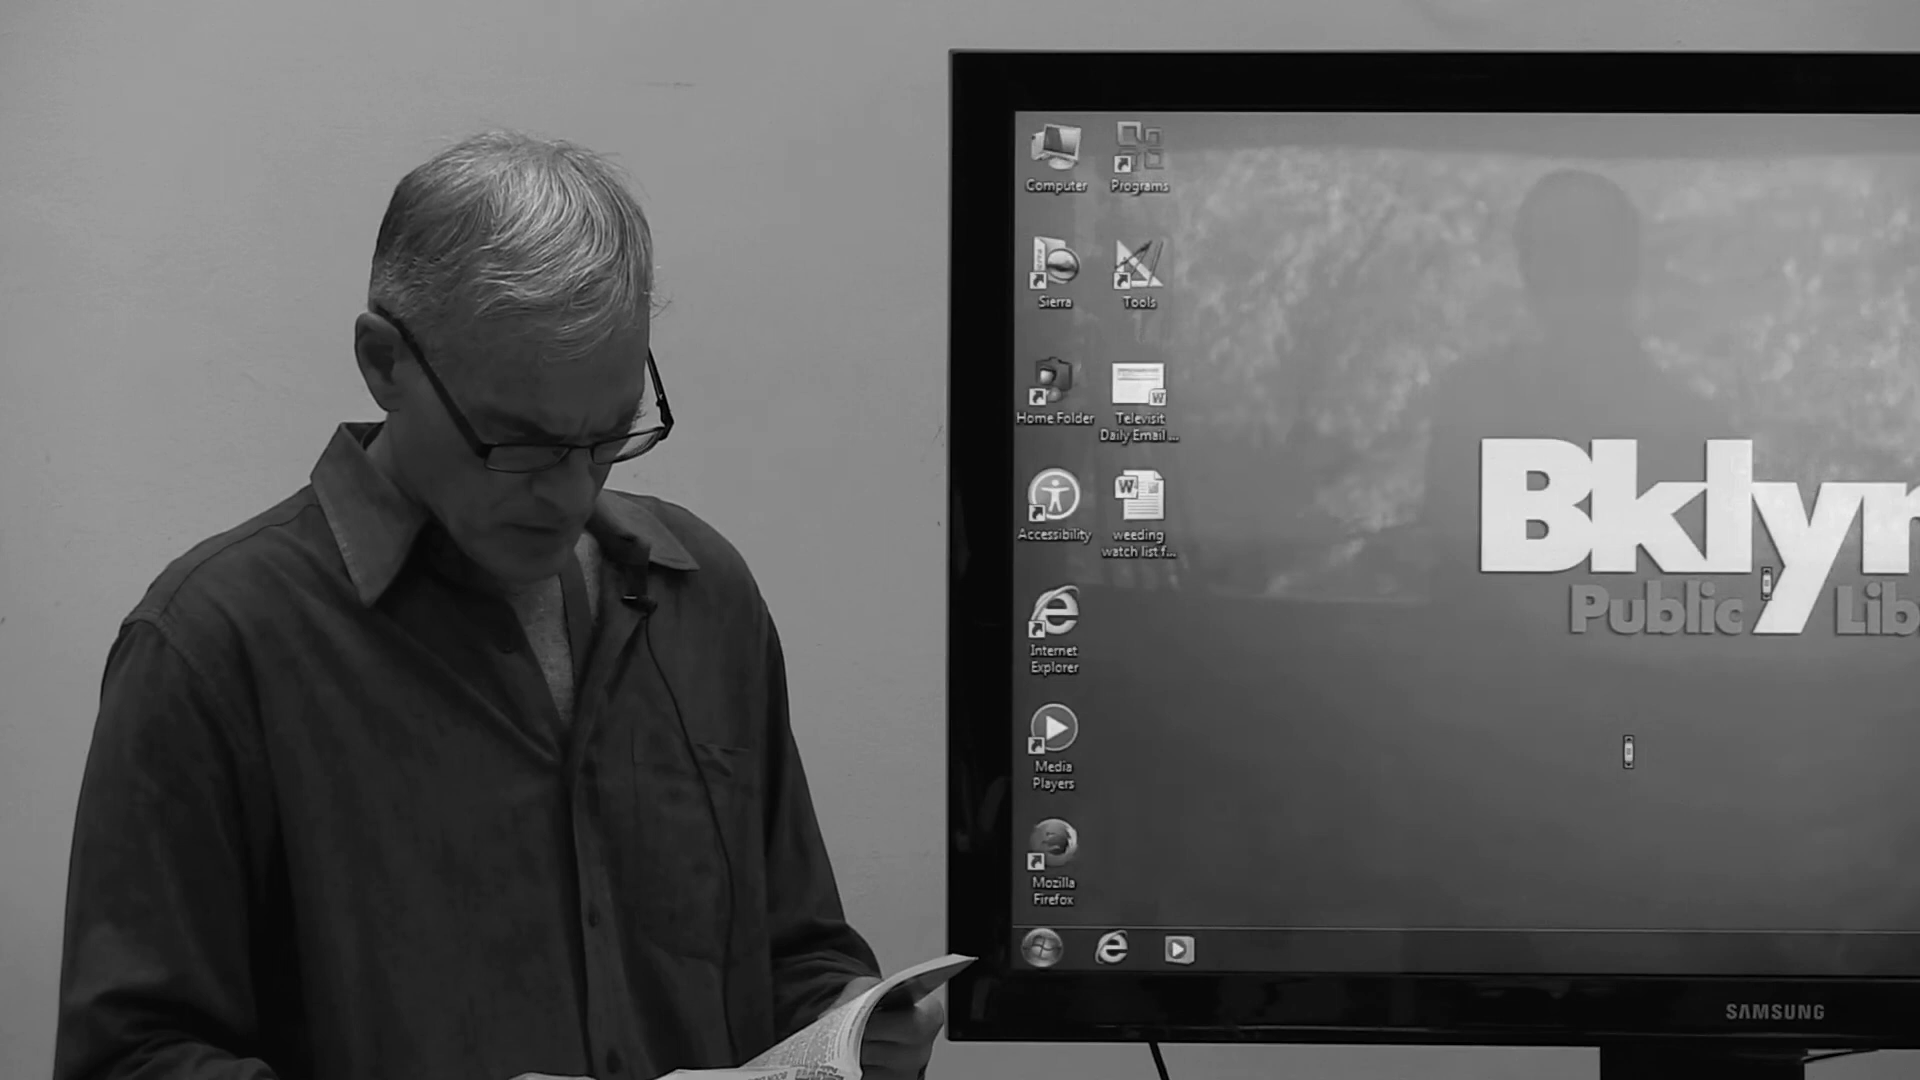 Computer
Programs
Sierra
Tools
Home Folder
Televisit
Daily Email ...
Accessibility
weeding
watch list f...
Internet
Explorer
Media
Players
Mozilla
Firefox
Bklyn
Public Lib
SAMSUNG